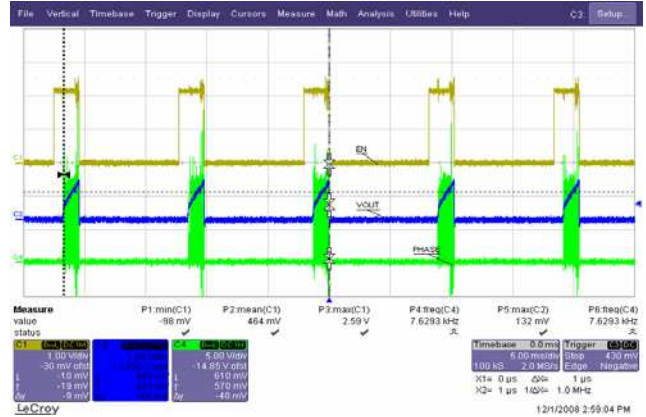 File Vertical Timebase Trigger Display Cursors Measure Math Analysis Utilities Help C3 Setup...
C1
EN
C3
VOUT
C4
PHASE
Measure P1:min(C1) P2:mean(C1) P3:max(C1) P4:freq(C4) P5:max(C2) P6:freq(C4)
value -98 mV 464 mV 2.59 V 7.6293 kHz 132 mV 7.6293 kHz
status
C1 C4 Timebase 0.0 ms Trigger C3 DC
1.00 V/div 5.00 V/div 5.00 ms/div Stop 430 mV
-30 mV ofst -14.85 V ofst 100 kS 2.0 MS/s Edge Negative
-10 mV 610 mV X1= 0 µs ΔX= 1 µs
-19 mV 570 mV X2= 1 µs 1/ΔX= 1.0 MHz
Δy -9 mV Δy -40 mV
LeCroy 12/1/2008 2:59:04 PM